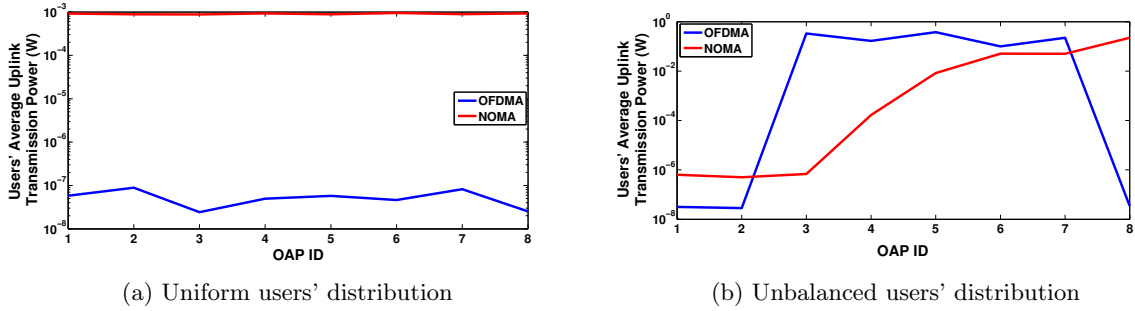 10^-3
10^-4
10^-5
10^-6
10^-7
10^-8
Users' Average Uplink
Transmission Power (W)
OFDMA
NOMA
1 2 3 4 5 6 7 8
OAP ID
(a) Uniform users' distribution
10^0
10^-2
10^-4
10^-6
10^-8
Users' Average Uplink
Transmission Power (W)
OFDMA
NOMA
1 2 3 4 5 6 7 8
OAP ID
(b) Unbalanced users' distribution